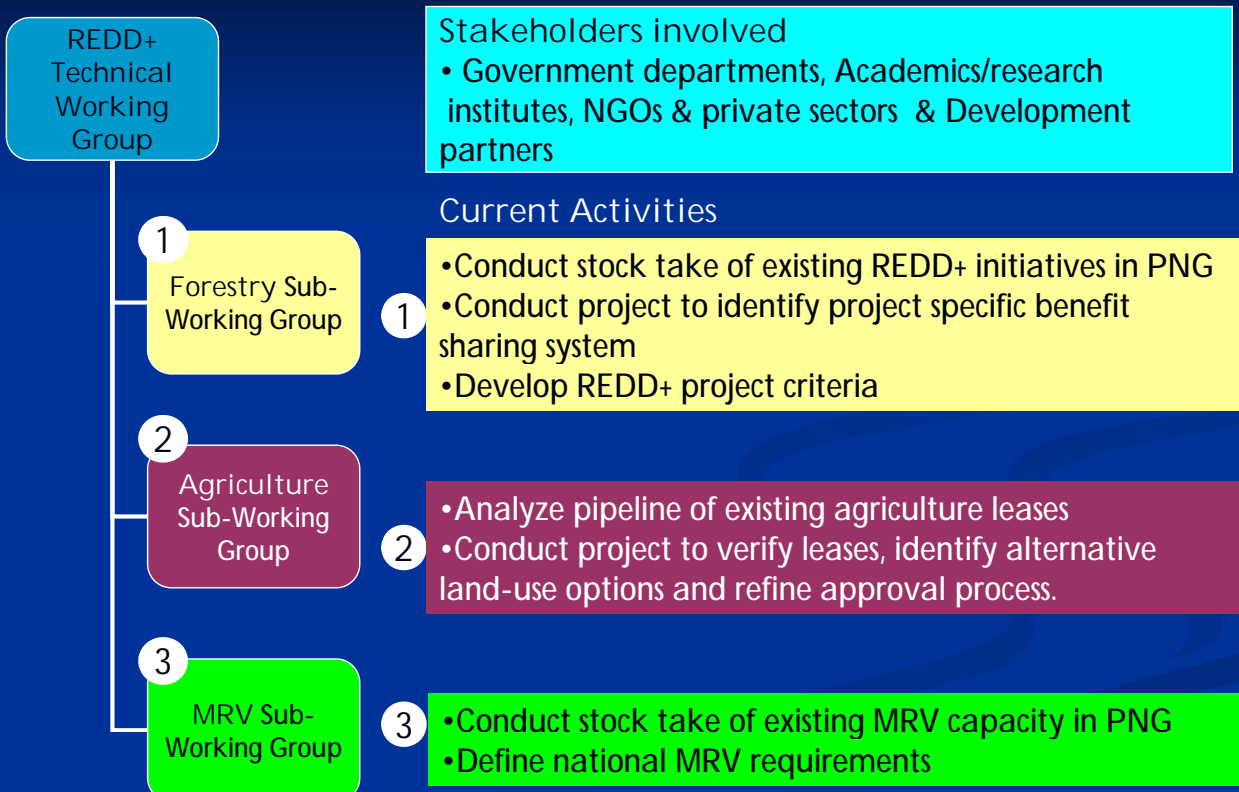 REDD+
Technical
Working
Group
Stakeholders involved
• Government departments, Academics/research
institutes, NGOs & private sectors & Development
partners
Current Activities
1
Forestry Sub-
Working Group
1
•Conduct stock take of existing REDD+ initiatives in PNG
•Conduct project to identify project specific benefit
sharing system
•Develop REDD+ project criteria
2
Agriculture
Sub-Working
Group
2
•Analyze pipeline of existing agriculture leases
•Conduct project to verify leases, identify alternative
land-use options and refine approval process.
3
MRV Sub-
Working Group
3
•Conduct stock take of existing MRV capacity in PNG
•Define national MRV requirements